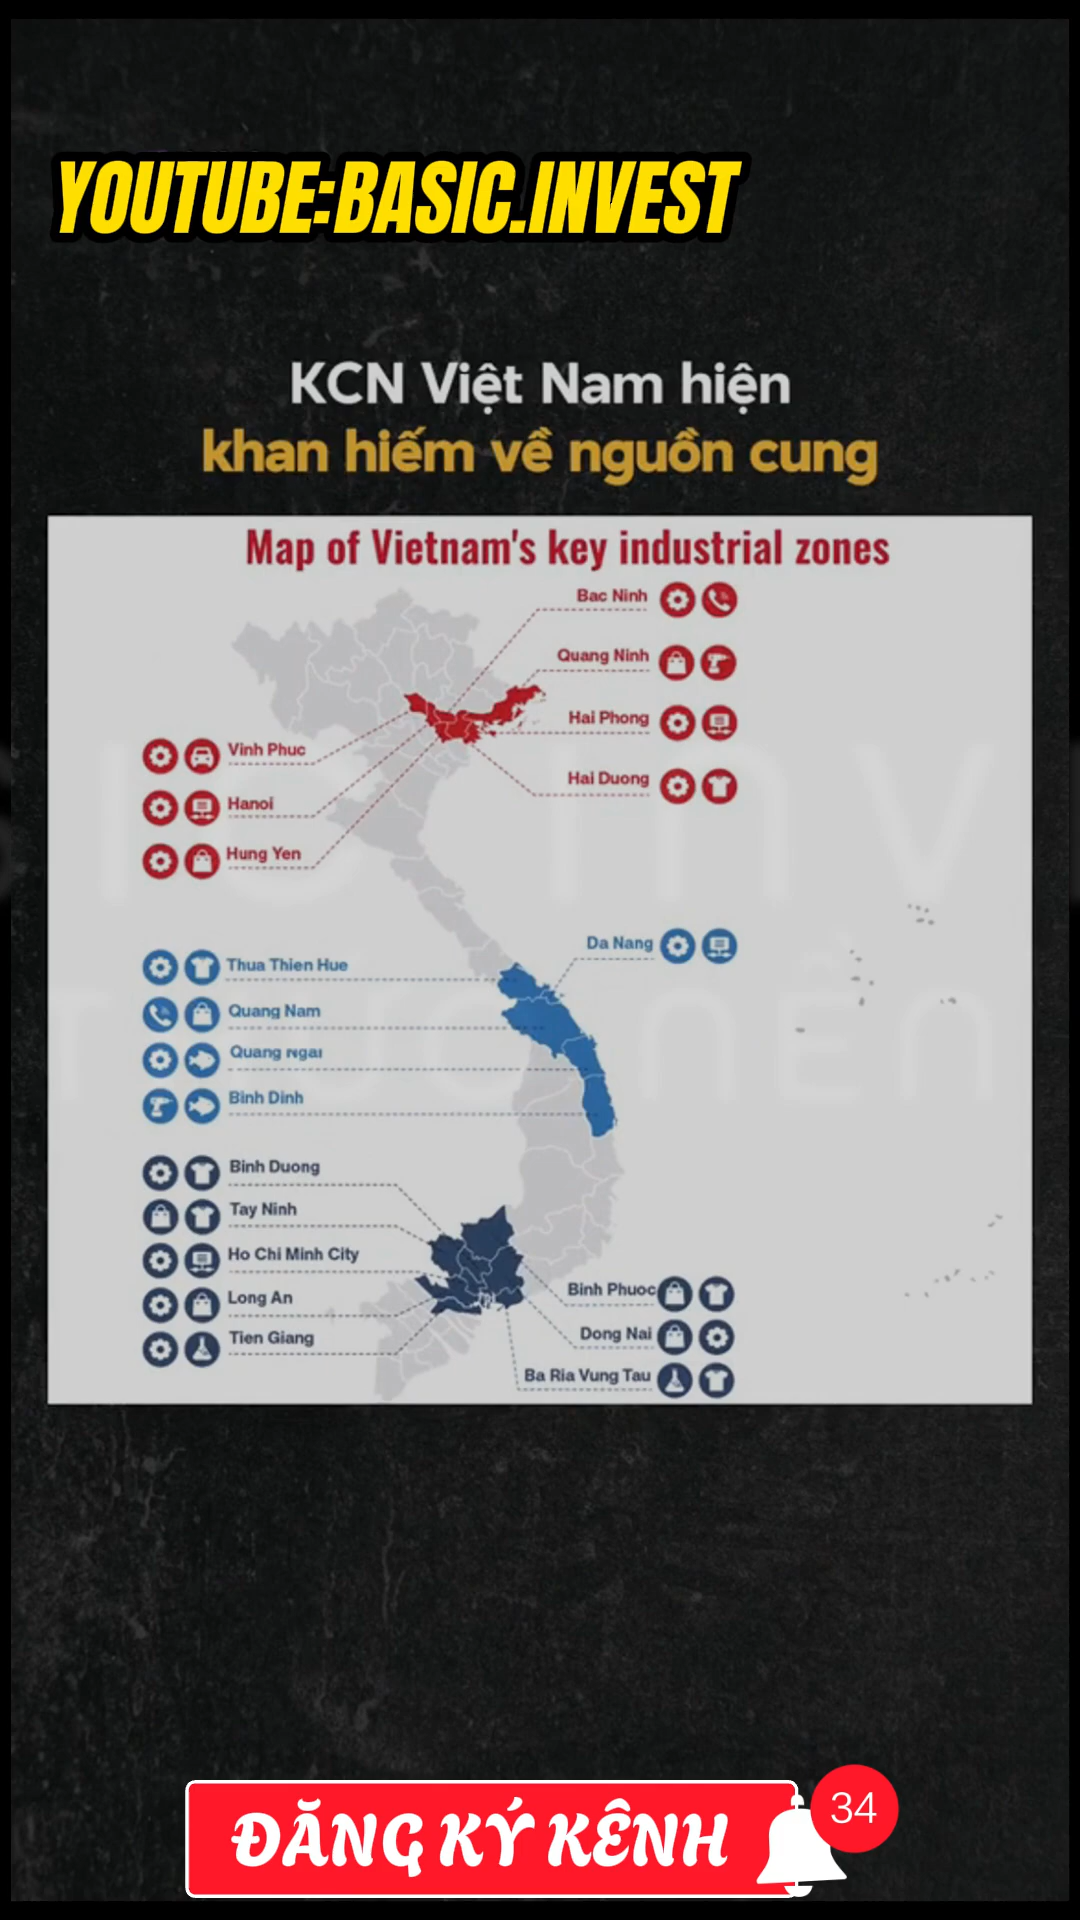 YOUTUBE:BASIC.INVEST
KCN Việt Nam hiện
khan hiếm về nguồn cung
Map of Vietnam's key industrial zones
Bac Ninh
Quang Ninh
Hai Phong
Hai Duong
Vinh Phuc
Hanoi
Hung Yen
Da Nang
Thua Thien Hue
Quang Nam
Quang Ngai
Binh Dinh
Binh Duong
Tay Ninh
Ho Chi Minh City
Long An
Tien Giang
Binh Phuoc
Dong Nai
Ba Ria Vung Tau
ĐĂNG KÝ KÊNH
34